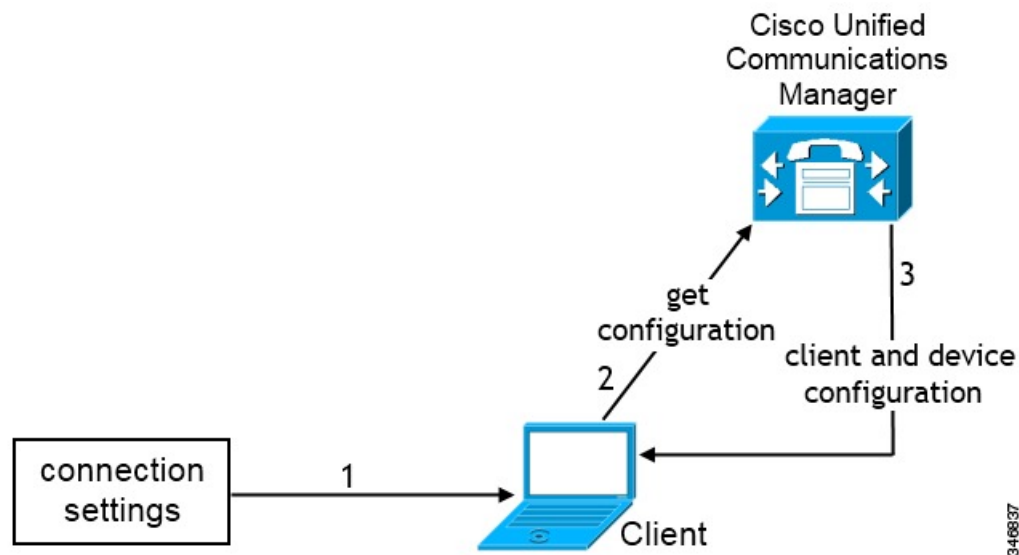 Cisco Unified
Communications
Manager
3
get
configuration
2
client and device
configuration
connection
settings
1
Client
346837